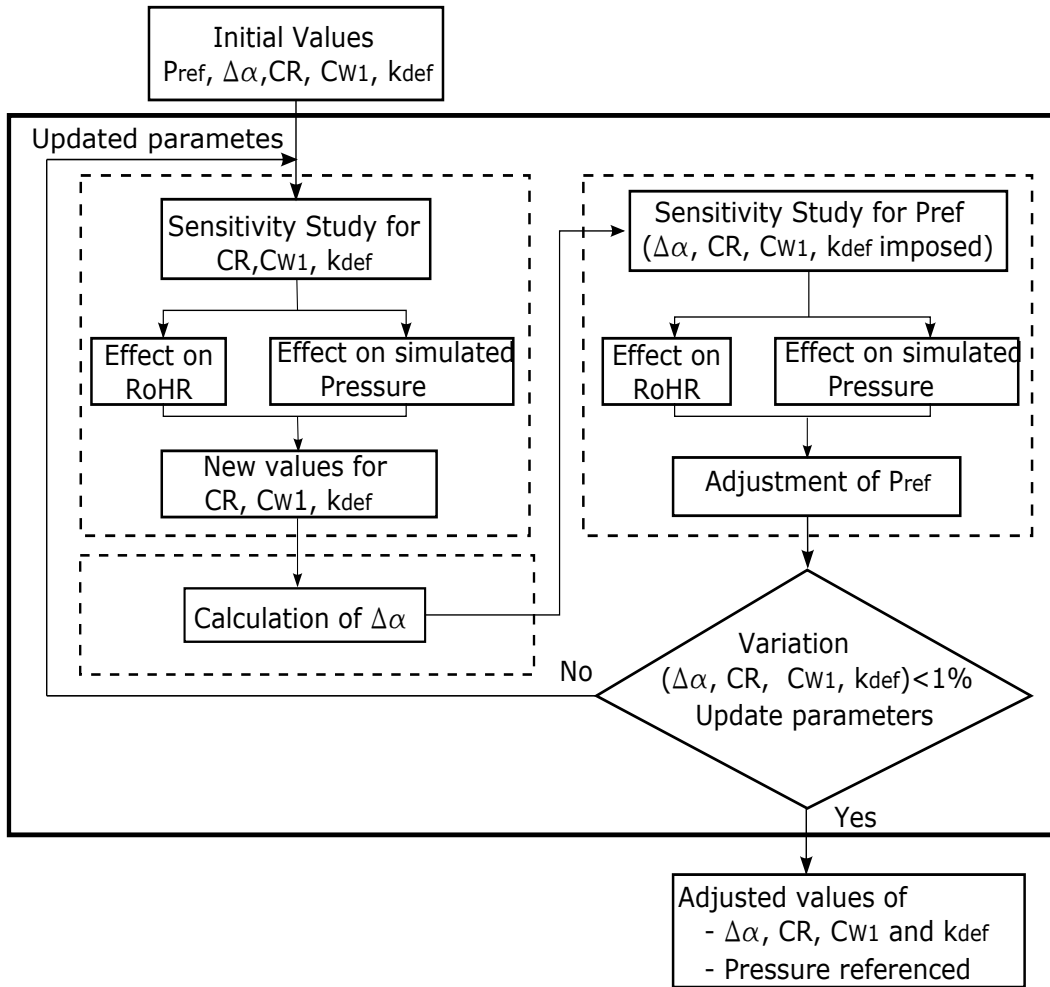 Initial Values
Pref, Δα,CR, CW1, kdef
Updated parametes
Sensitivity Study for
CR,CW1, kdef
Effect on
RoHR
Effect on simulated
Pressure
New values for
CR, CW1, kdef
Calculation of Δα
Sensitivity Study for Pref
(Δα, CR, CW1, kdef imposed)
Effect on
RoHR
Effect on simulated
Pressure
Adjustment of Pref
Variation
(Δα, CR, CW1, kdef)<1%
Update parameters
No
Yes
Adjusted values of
- Δα, CR, CW1 and kdef
- Pressure referenced